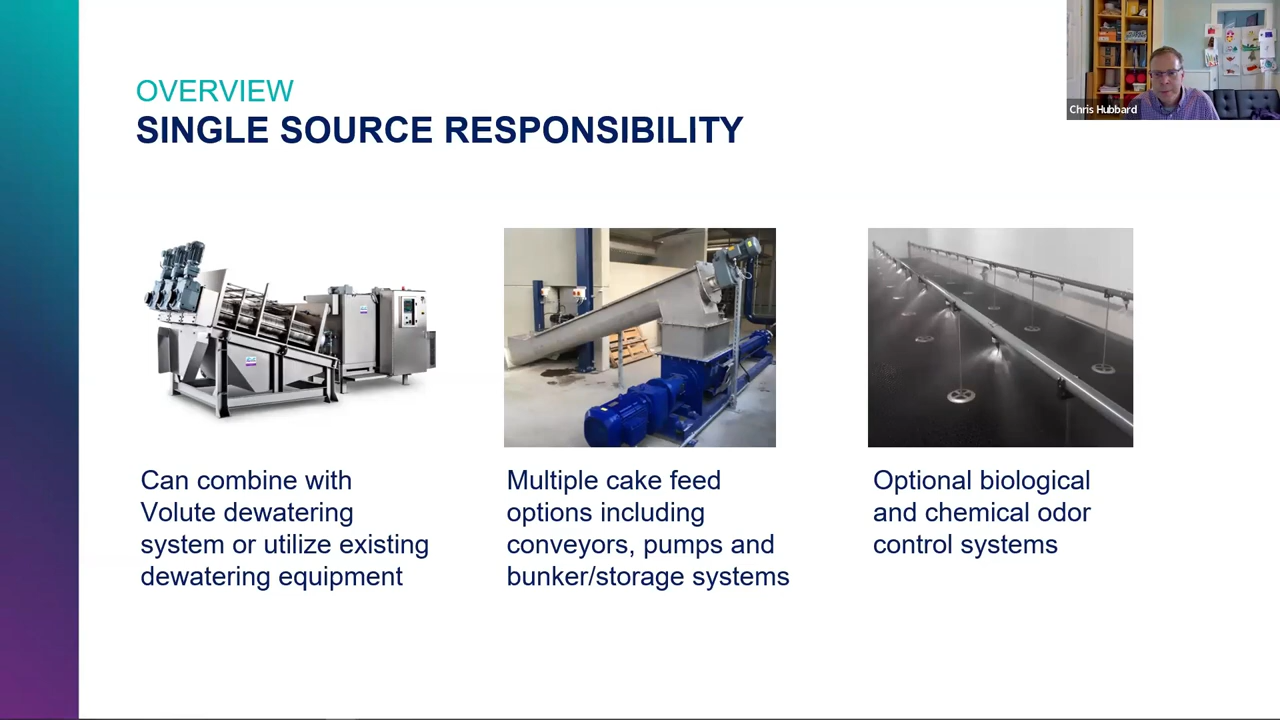 OVERVIEW
SINGLE SOURCE RESPONSIBILITY
Chris Hubbard
Can combine with
Volute dewatering
system or utilize existing
dewatering equipment
Multiple cake feed
options including
conveyors, pumps and
bunker/storage systems
Optional biological
and chemical odor
control systems